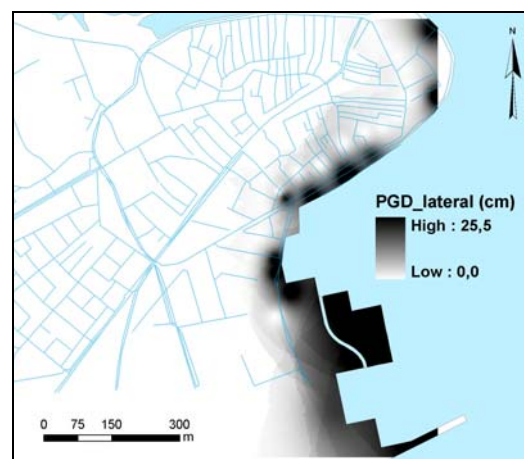 N
PGD_lateral (cm)
High : 25,5
Low : 0,0
0 75 150 300
m